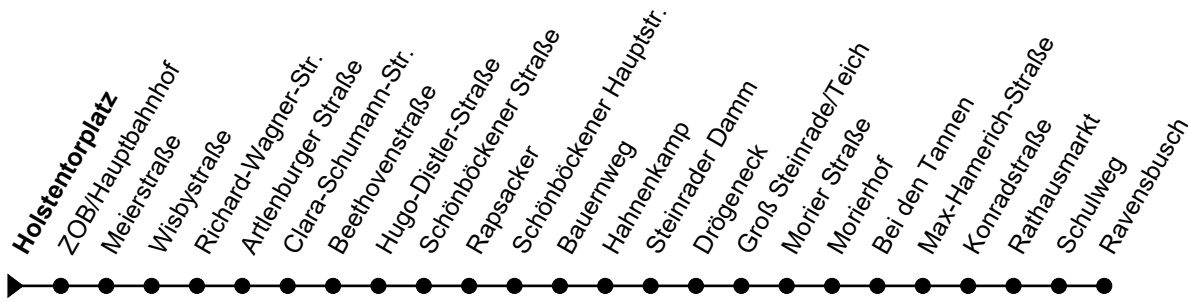 Holstentorplatz
ZOB/Hauptbahnhof
Meierstraße
Wisbystraße
Richard-Wagner-Str.
Artlenburger Straße
Clara-Schumann-Str.
Beethovenstraße
Hugo-Distler-Straße
Schönböckener Straße
Rapsacker
Schönböckener Hauptstr.
Bauernweg
Hahnenkamp
Steinrader Damm
Drögeneck
Groß Steinrade/Teich
Morier Straße
Morierhof
Bei den Tannen
Max-Hamerich-Straße
Konradstraße
Rathausmarkt
Schulweg
Ravensbusch